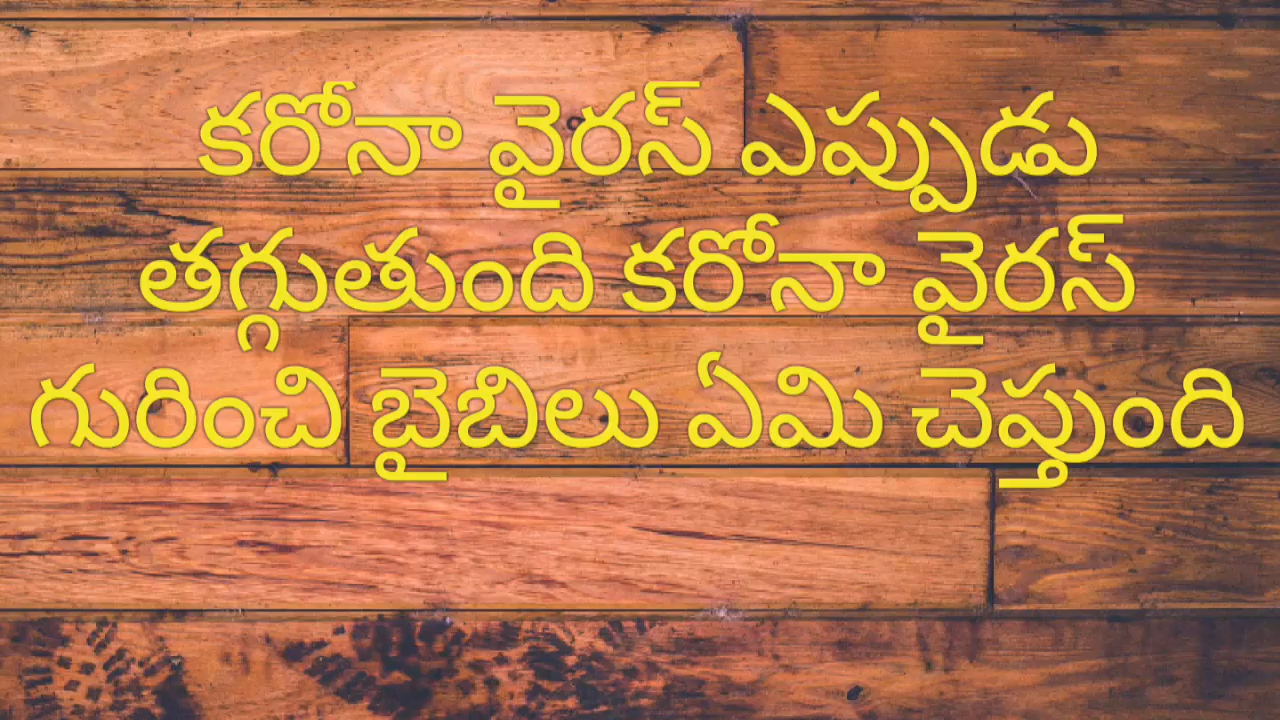 కరోనా వైరస్ ఎప్పుడు
తగ్గుతుంది కరోనా వైరస్
గురించి బైబిలు ఏమి చెప్తుంది